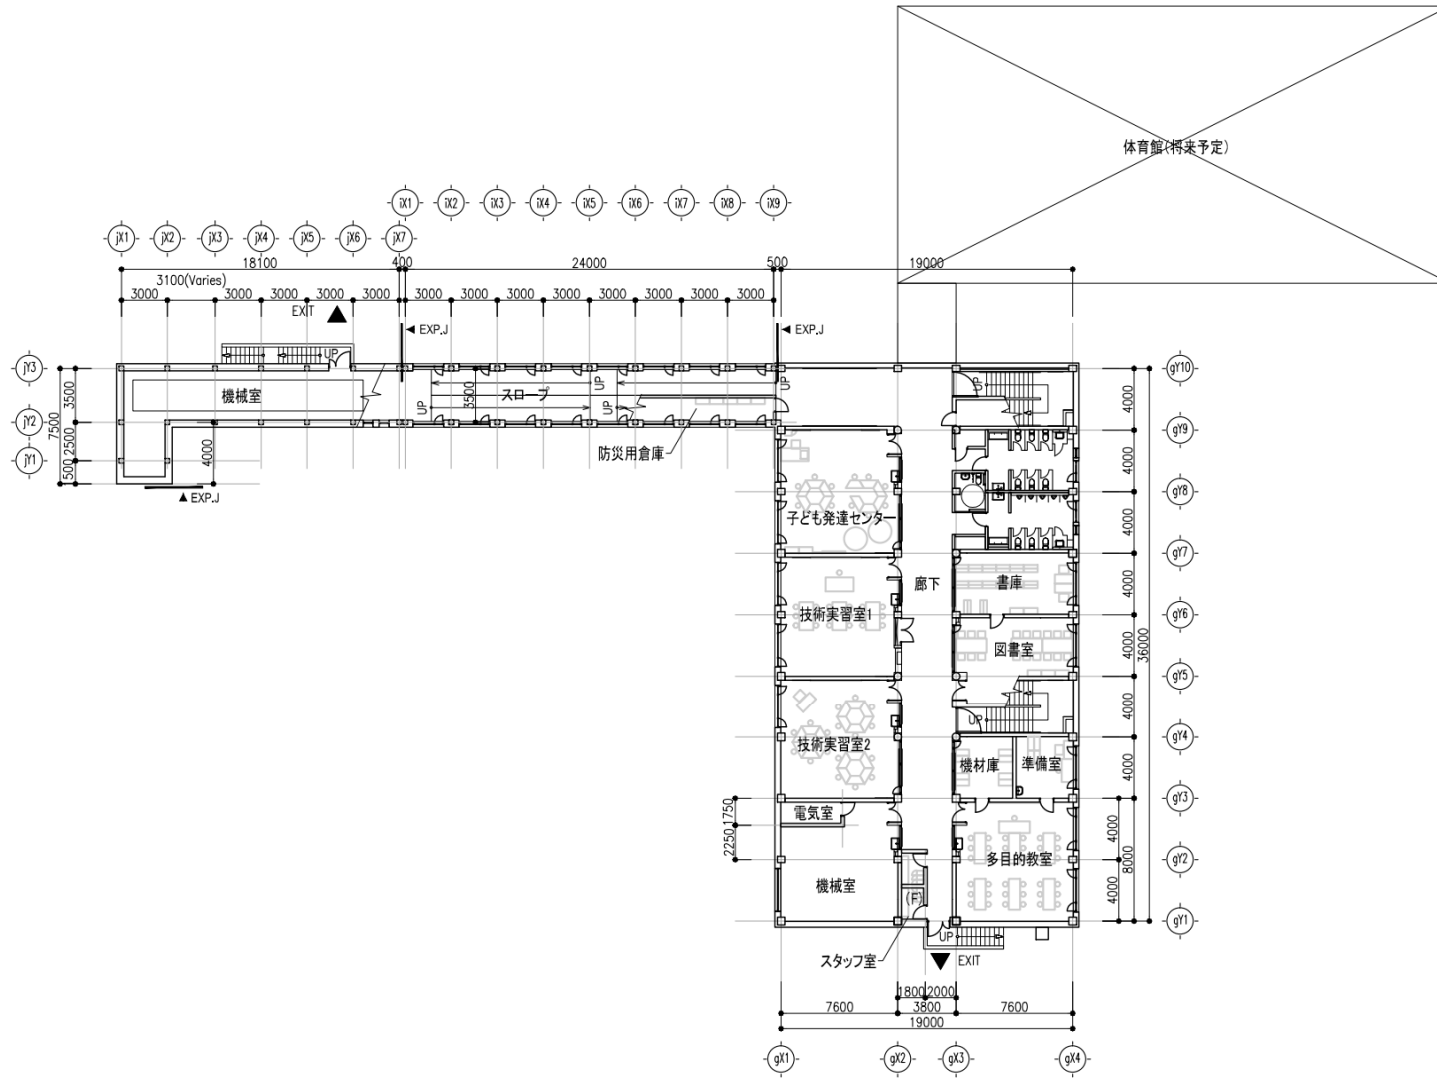 体育館(将来予定)
iX1 iX2 iX3 iX4 iX5 iX6 iX7 iX8 iX9
jX1 jX2 jX3 jX4 jX5 jX6 jX7
18100 400 24000 500 19000
3100(Varies)
3000 3000 3000 3000 3000 3000 3000 3000 3000 3000 3000 3000 3000
EXIT
EXP.J
EXP.J
UP
jY3
jY2
jY1
7500
3500
2500
500
4000
機械室
スロープ
3500
UP
UP
UP
UP
UP
防災用倉庫
EXP.J
gY10
gY9
gY8
gY7
gY6
gY5
gY4
gY3
gY2
gY1
4000
4000
4000
4000
4000
4000
4000
36000
4000
8000
4000
子ども発達センター
廊下
書庫
技術実習室1
図書室
技術実習室2
UP
機材庫
準備室
1750
2250
電気室
多目的教室
機械室
(F)
スタッフ室
UP
EXIT
1800 2000
7600 3800 7600
19000
gX1 gX2 gX3 gX4